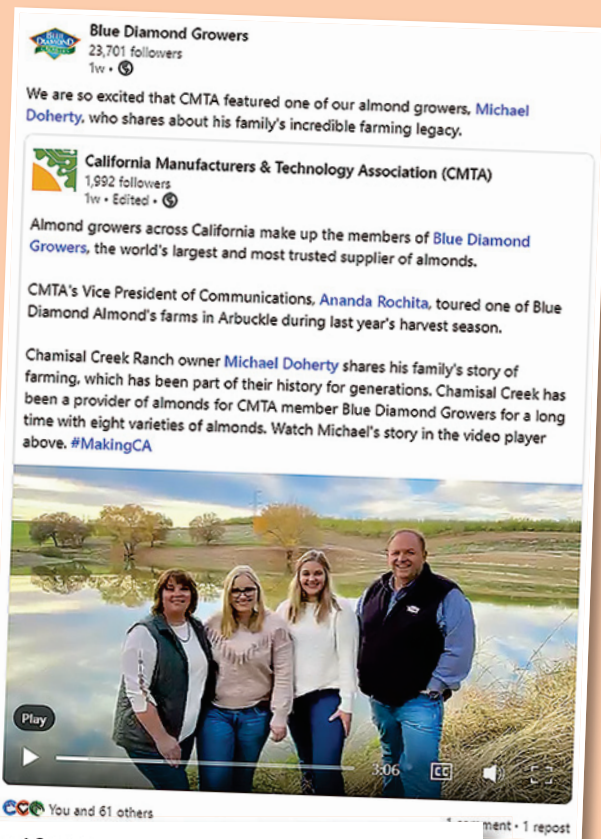 BLUE
DIAMOND
Blue Diamond Growers
23,701 followers
1w •
We are so excited that CMTA featured one of our almond growers, Michael
Doherty, who shares about his family's incredible farming legacy.
California Manufacturers & Technology Association (CMTA)
1,992 followers
1w • Edited •
Almond growers across California make up the members of Blue Diamond
Growers, the world's largest and most trusted supplier of almonds.
CMTA's Vice President of Communications, Ananda Rochita, toured one of Blue
Diamond Almond's farms in Arbuckle during last year's harvest season.
Chamisal Creek Ranch owner Michael Doherty shares his family's story of
farming, which has been part of their history for generations. Chamisal Creek has
been a provider of almonds for CMTA member Blue Diamond Growers for a long
time with eight varieties of almonds. Watch Michael's story in the video player
above. #MakingCA
Play
3:06
CC
You and 61 others
• 1 repost